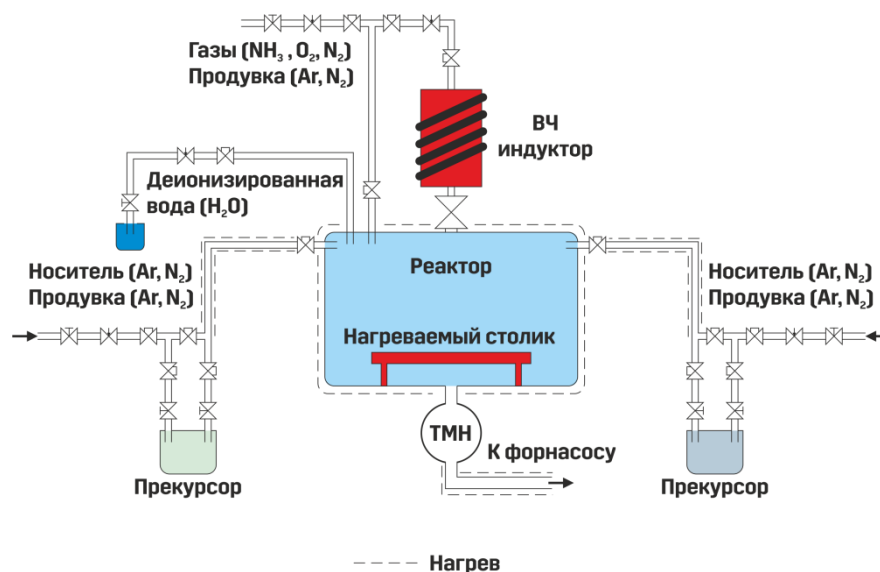 Газы (NH₃ , O₂, N₂)
Продувка (Ar, N₂)
ВЧ
индуктор
Деионизированная
вода (H₂O)
Носитель (Ar, N₂)
Продувка (Ar, N₂)
Реактор
Носитель (Ar, N₂)
Продувка (Ar, N₂)
Нагреваемый столик
ТМН
К форнасосу
Прекурсор
Прекурсор
Нагрев